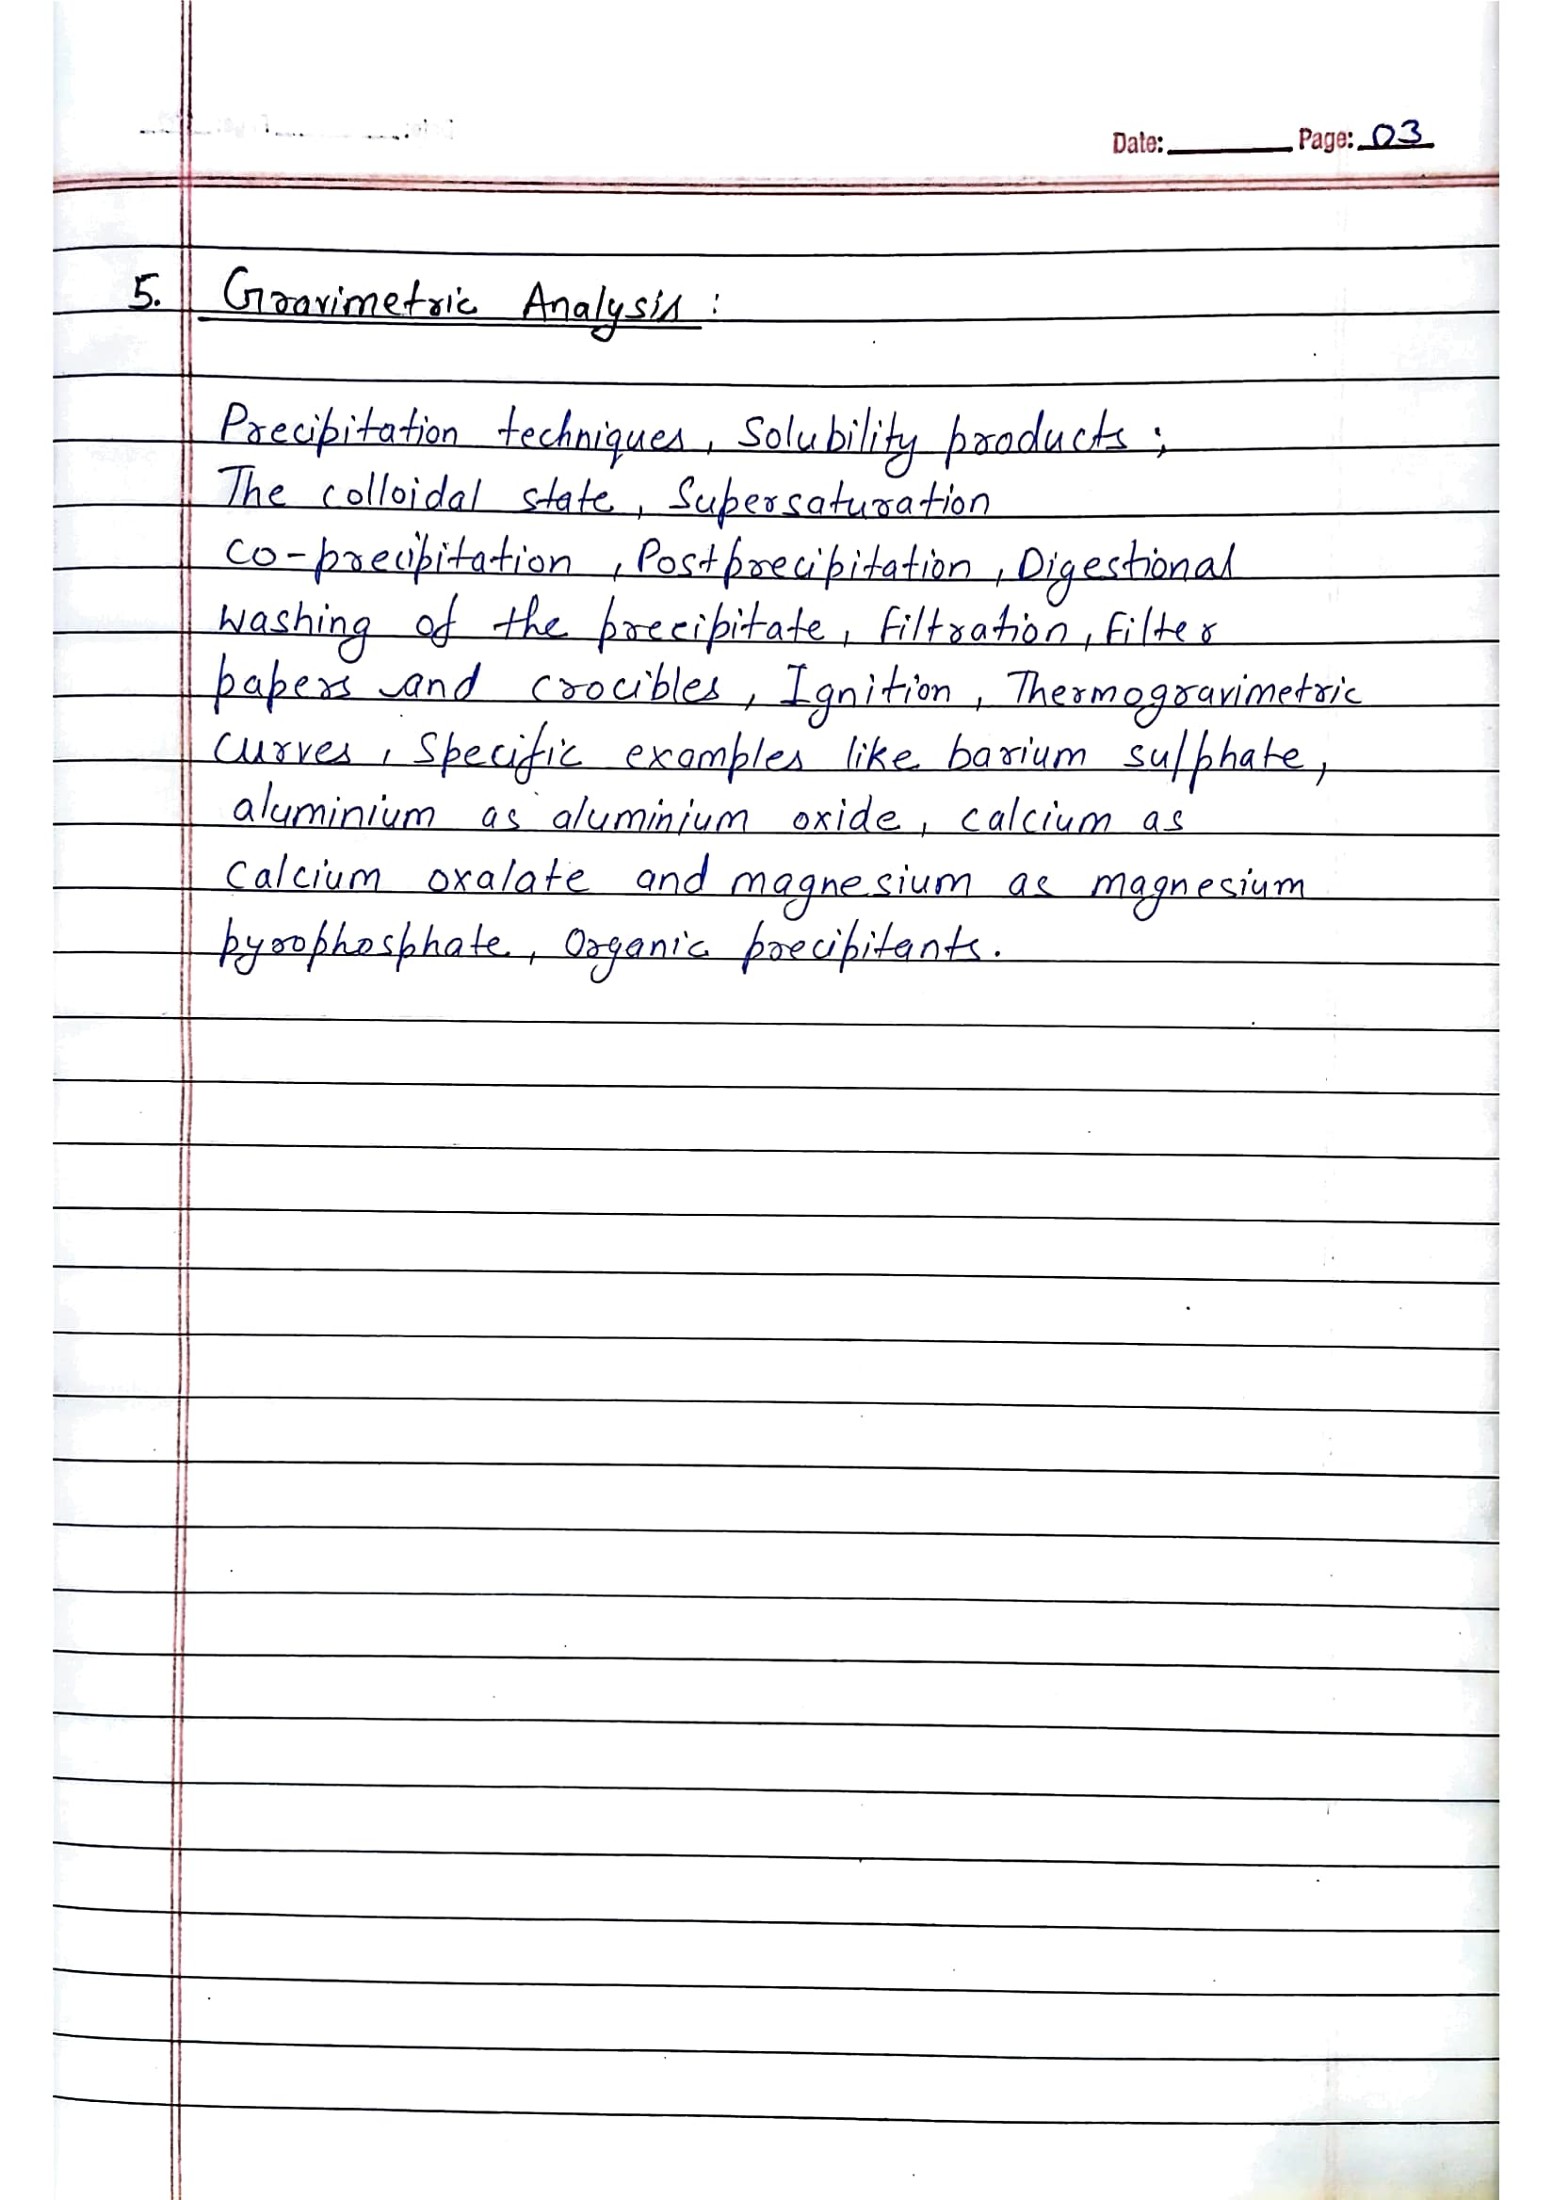 Date: Page: 03
5. Gravimetric Analysis :
Precipitation techniques, Solubility products;
The colloidal state, Supersaturation
co-precipitation, Postprecipitation, Digestional
washing of the precipitate, filtration, filter
papers and crocibles, Ignition, Thermogravimetric
curves, Specific examples like barium sulphate,
aluminium as aluminium oxide, calcium as
calcium oxalate and magnesium as magnesium
pyrophosphate, Organic precipitants.